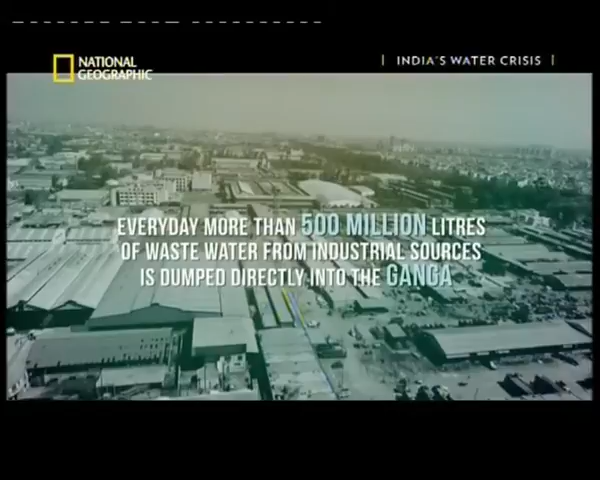 NATIONAL
GEOGRAPHIC
INDIA'S WATER CRISIS
EVERYDAY MORE THAN 500 MILLION LITRES
OF WASTE WATER FROM INDUSTRIAL SOURCES
IS DUMPED DIRECTLY INTO THE GANGA